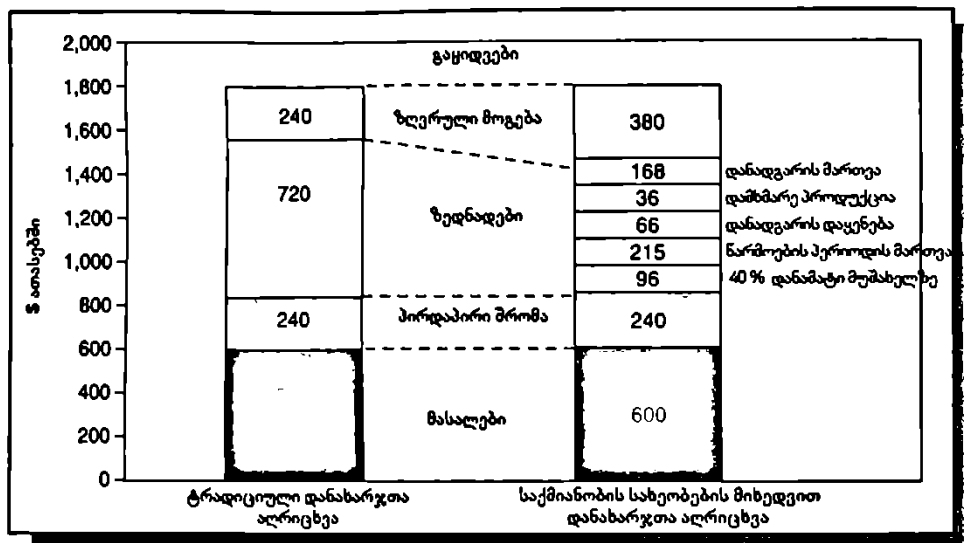 გაყიდვები
2,000
1,800
1,600
1,400
1,200
1,000
800
600
400
200
0
$ ათასებში
240
720
240
ზღვრული მოგება
ზედნადები
პირდაპირი შრომა
მასალები
380
168
36
66
215
96
240
600
დანადგარის მართვა
დამხმარე პროდუქცია
დანადგარის დაყენება
წარმოების პერიოდის მართვა
40 % დანამატი მუშახელზე
ტრადიციული დანახარჯთა
აღრიცხვა
საქმიანობის სახეობების მიხედვით
დანახარჯთა აღრიცხვა